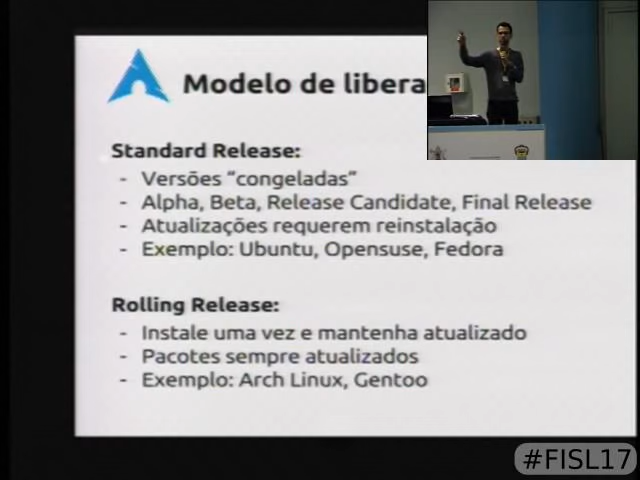 Modelo de libera
Standard Release:
- Versões “congeladas”
- Alpha, Beta, Release Candidate, Final Release
- Atualizações requerem reinstalação
- Exemplo: Ubuntu, Opensuse, Fedora
Rolling Release:
- Instale uma vez e mantenha atualizado
- Pacotes sempre atualizados
- Exemplo: Arch Linux, Gentoo
#FISL17